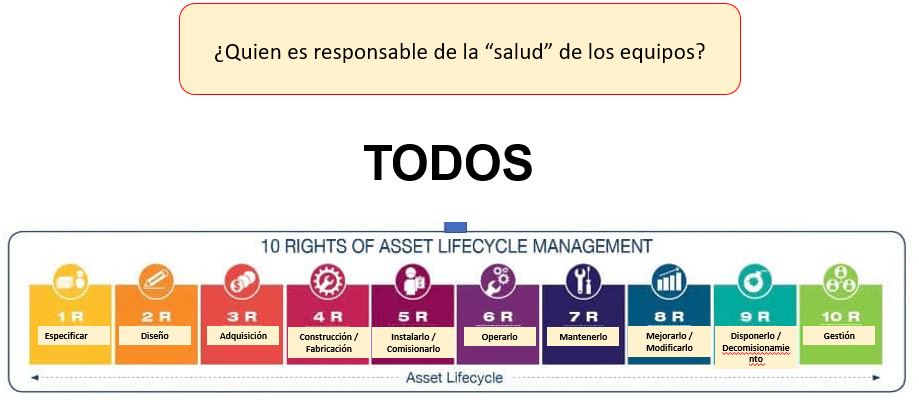 ¿Quien es responsable de la “salud” de los equipos?
TODOS
10 RIGHTS OF ASSET LIFECYCLE MANAGEMENT
1 R
Especificar
2 R
Diseño
3 R
Adquisición
4 R
Construcción /
Fabricación
5 R
Instalarlo /
Comisionarlo
6 R
Operarlo
7 R
Mantenerlo
8 R
Mejorarlo /
Modificarlo
9 R
Disponerlo /
Decomisionamie
nto
10 R
Gestión
Asset Lifecycle